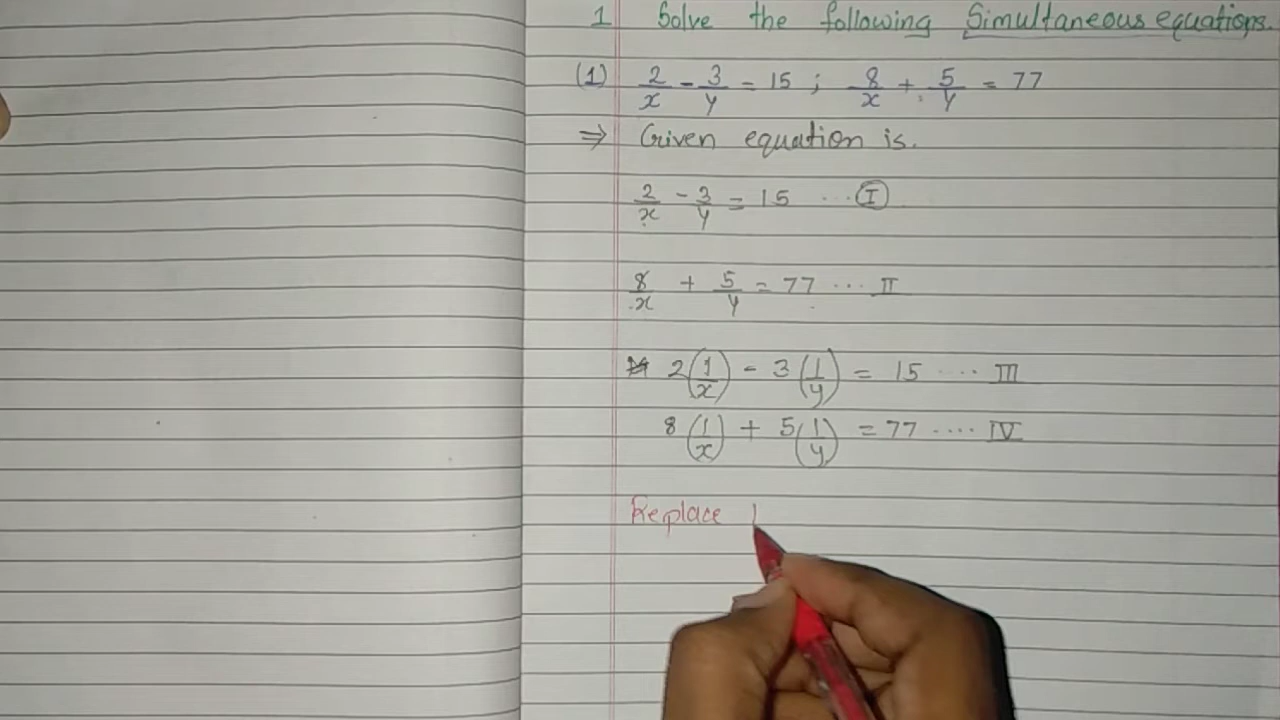 1 Solve the following Simultaneous equations.
(1) 2/x - 3/y = 15 ; 8/x + 5/y = 77
⇒ Given equation is.
2/x - 3/y = 15 ... I
8/x + 5/y = 77 ... II
2(1/x) - 3(1/y) = 15 .... III
8(1/x) + 5(1/y) = 77 .... IV
Replace 1